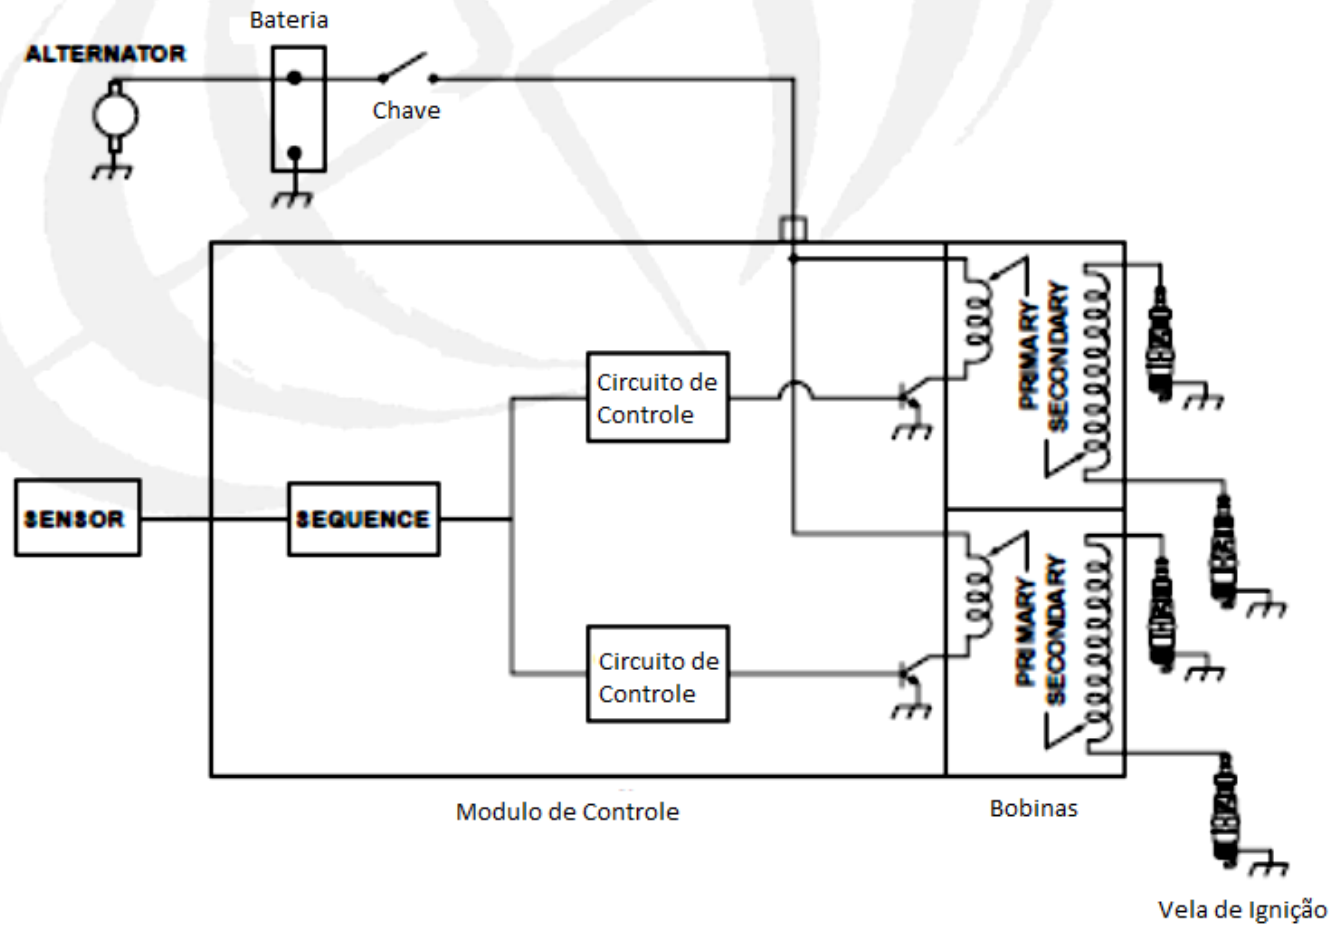 Bateria
ALTERNATOR
Chave
PRIMARY
SECONDARY
Circuito de
Controle
SENSOR
SEQUENCE
PRIMARY
SECONDARY
Circuito de
Controle
Modulo de Controle
Bobinas
Vela de Ignição